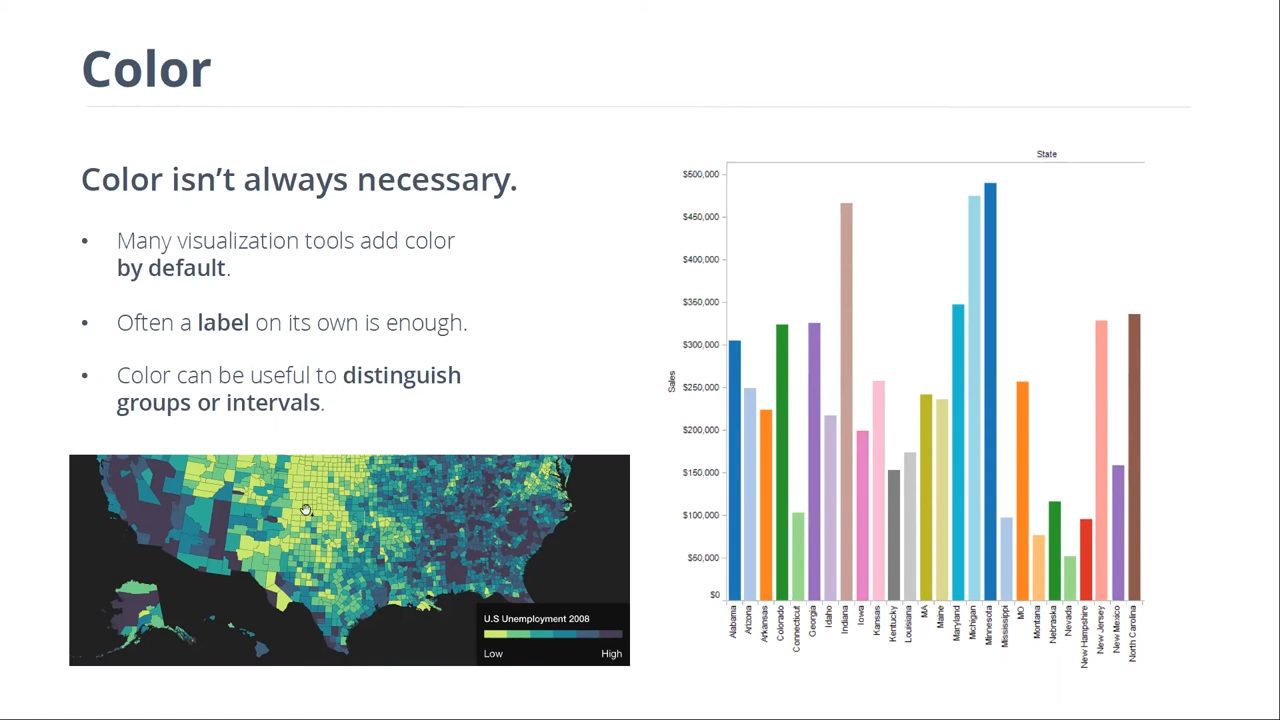 Color
Color isn’t always necessary.
• Many visualization tools add color
by default.
• Often a label on its own is enough.
• Color can be useful to distinguish
groups or intervals.
U.S Unemployment 2008
Low High
State
$500,000
$450,000
$400,000
$350,000
$300,000
$250,000
$200,000
$150,000
$100,000
$50,000
$0
Sales
Alabama
Arizona
Arkansas
Colorado
Connecticut
Georgia
Idaho
Indiana
Iowa
Kansas
Kentucky
Louisiana
MA
Maine
Maryland
Michigan
Minnesota
Mississippi
MO
Montana
Nebraska
Nevada
New Hampshire
New Jersey
New Mexico
North Carolina